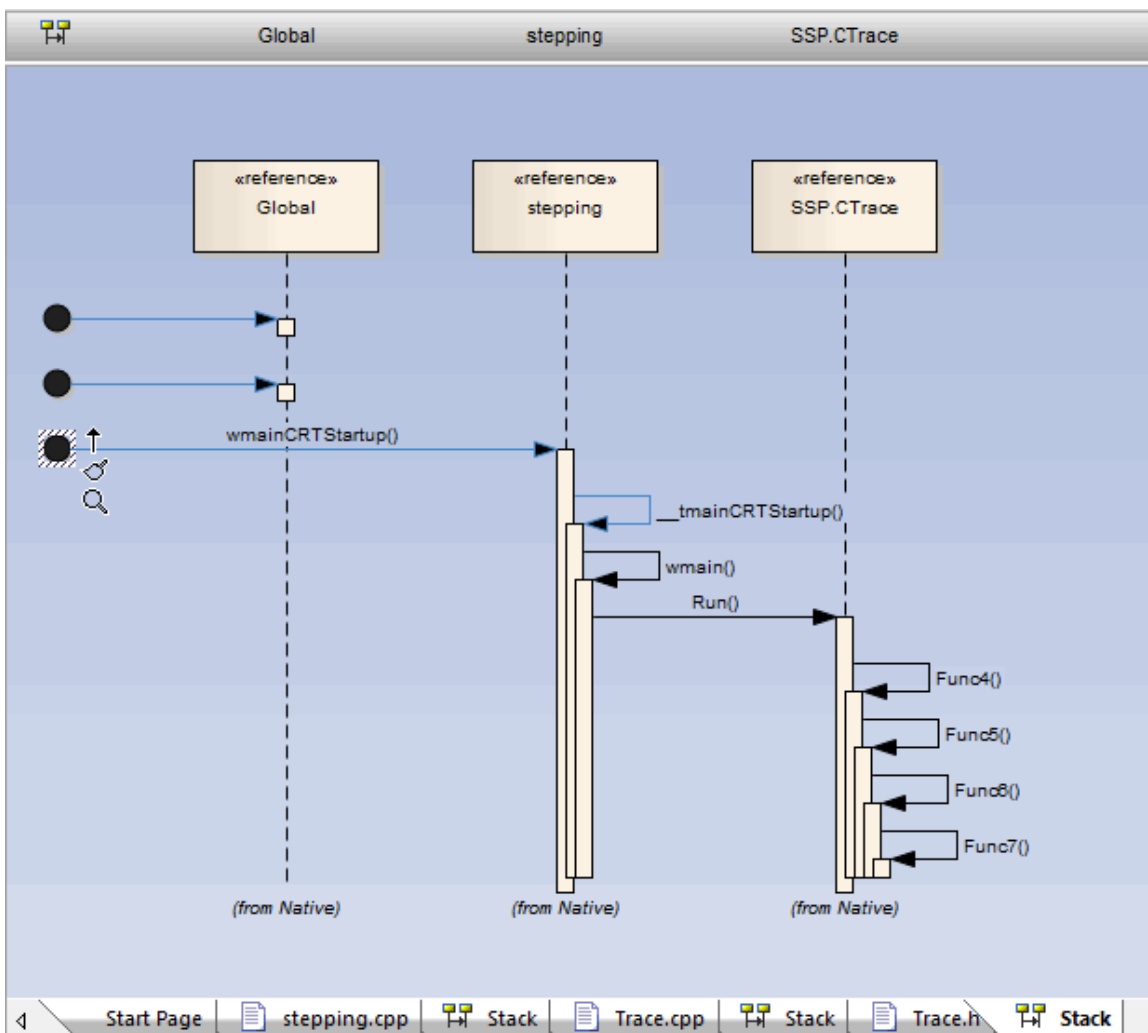 Global stepping SSP.CTrace
«reference» «reference» «reference»
Global stepping SSP.CTrace
wmainCRTStartup()
__tmainCRTStartup()
wmain()
Run()
Func4()
Func5()
Func6()
Func7()
(from Native) (from Native) (from Native)
Start Page stepping.cpp Stack Trace.cpp Stack Trace.h Stack